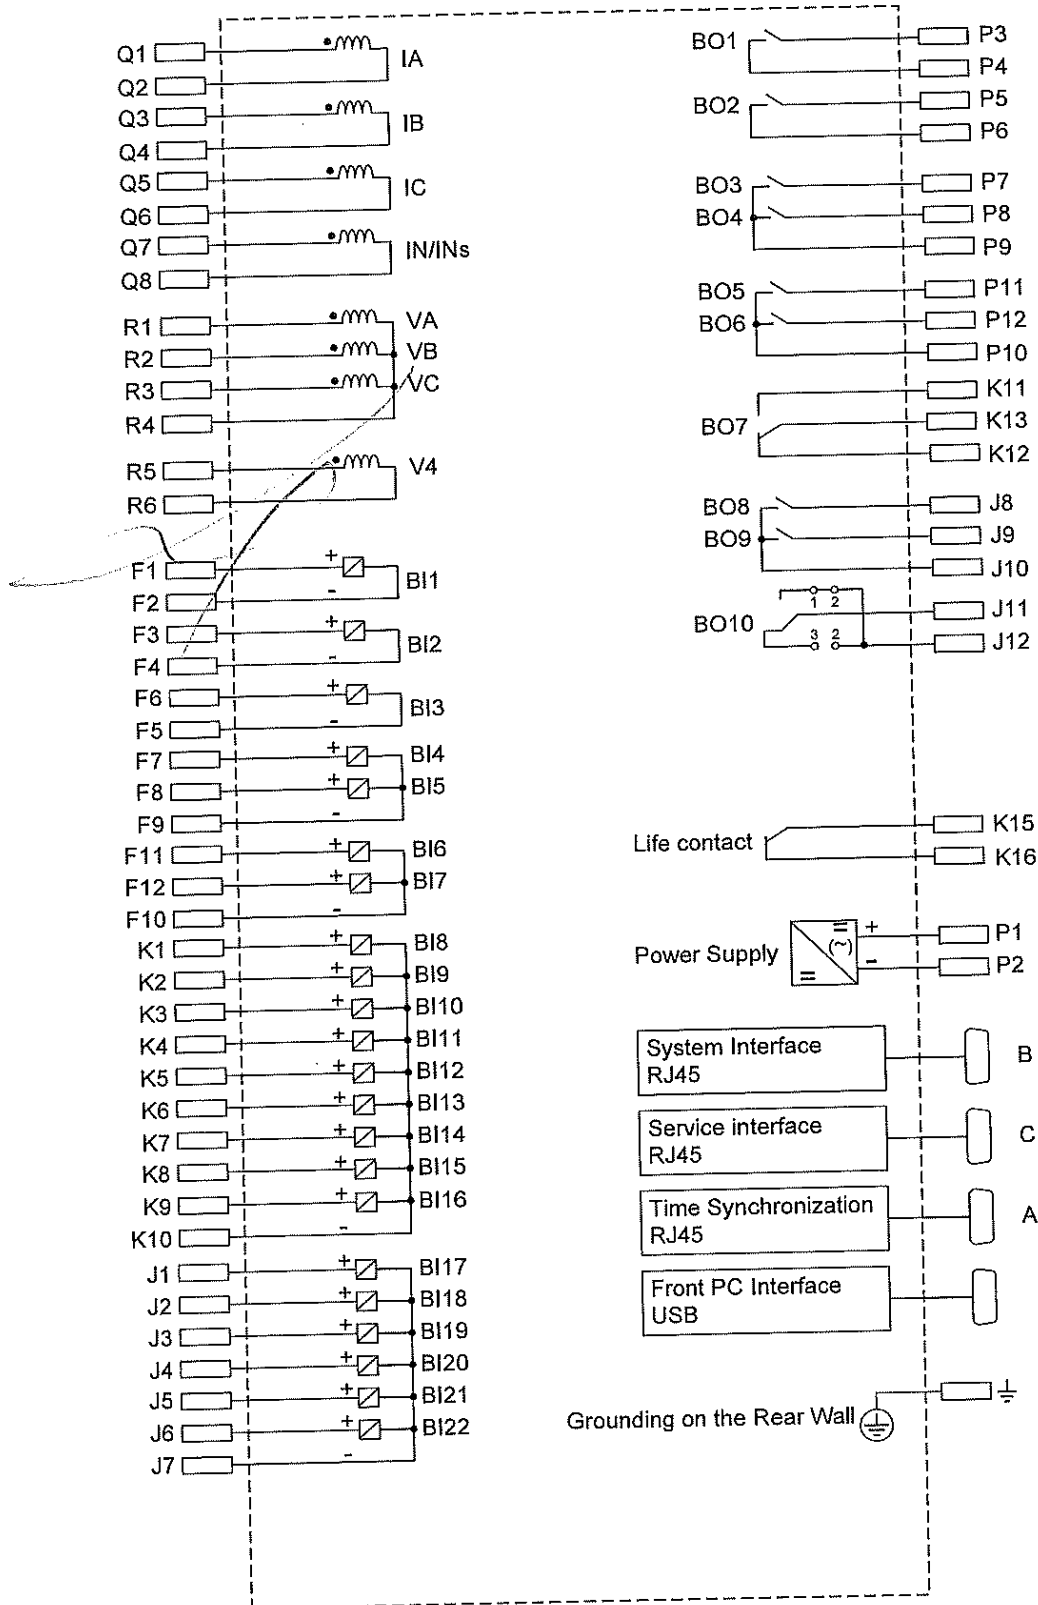 Q1
IA
Q2
Q3
IB
Q4
Q5
IC
Q6
Q7
IN/INs
Q8
R1
VA
R2
VB
R3
VC
R4
R5
V4
R6
F1
+
BI1
F2
-
F3
+
BI2
F4
-
F6
+
BI3
F5
-
F7
+
BI4
F8
+
BI5
F9
-
F11
+
BI6
F12
+
BI7
F10
-
K1
+
BI8
K2
+
BI9
K3
+
BI10
K4
+
BI11
K5
+
BI12
K6
+
BI13
K7
+
BI14
K8
+
BI15
K9
+
BI16
K10
-
J1
+
BI17
J2
+
BI18
J3
+
BI19
J4
+
BI20
J5
+
BI21
J6
+
BI22
J7
-
BO1
P3
P4
BO2
P5
P6
BO3
P7
BO4
P8
P9
BO5
P11
BO6
P12
P10
K11
BO7
K13
K12
BO8
J8
BO9
J9
J10
1 2
J11
BO10
3 2
J12
Life contact
K15
K16
Power Supply
=
(~)
=
+
P1
-
P2
System Interface
RJ45
B
Service interface
RJ45
C
Time Synchronization
RJ45
A
Front PC Interface
USB
Grounding on the Rear Wall